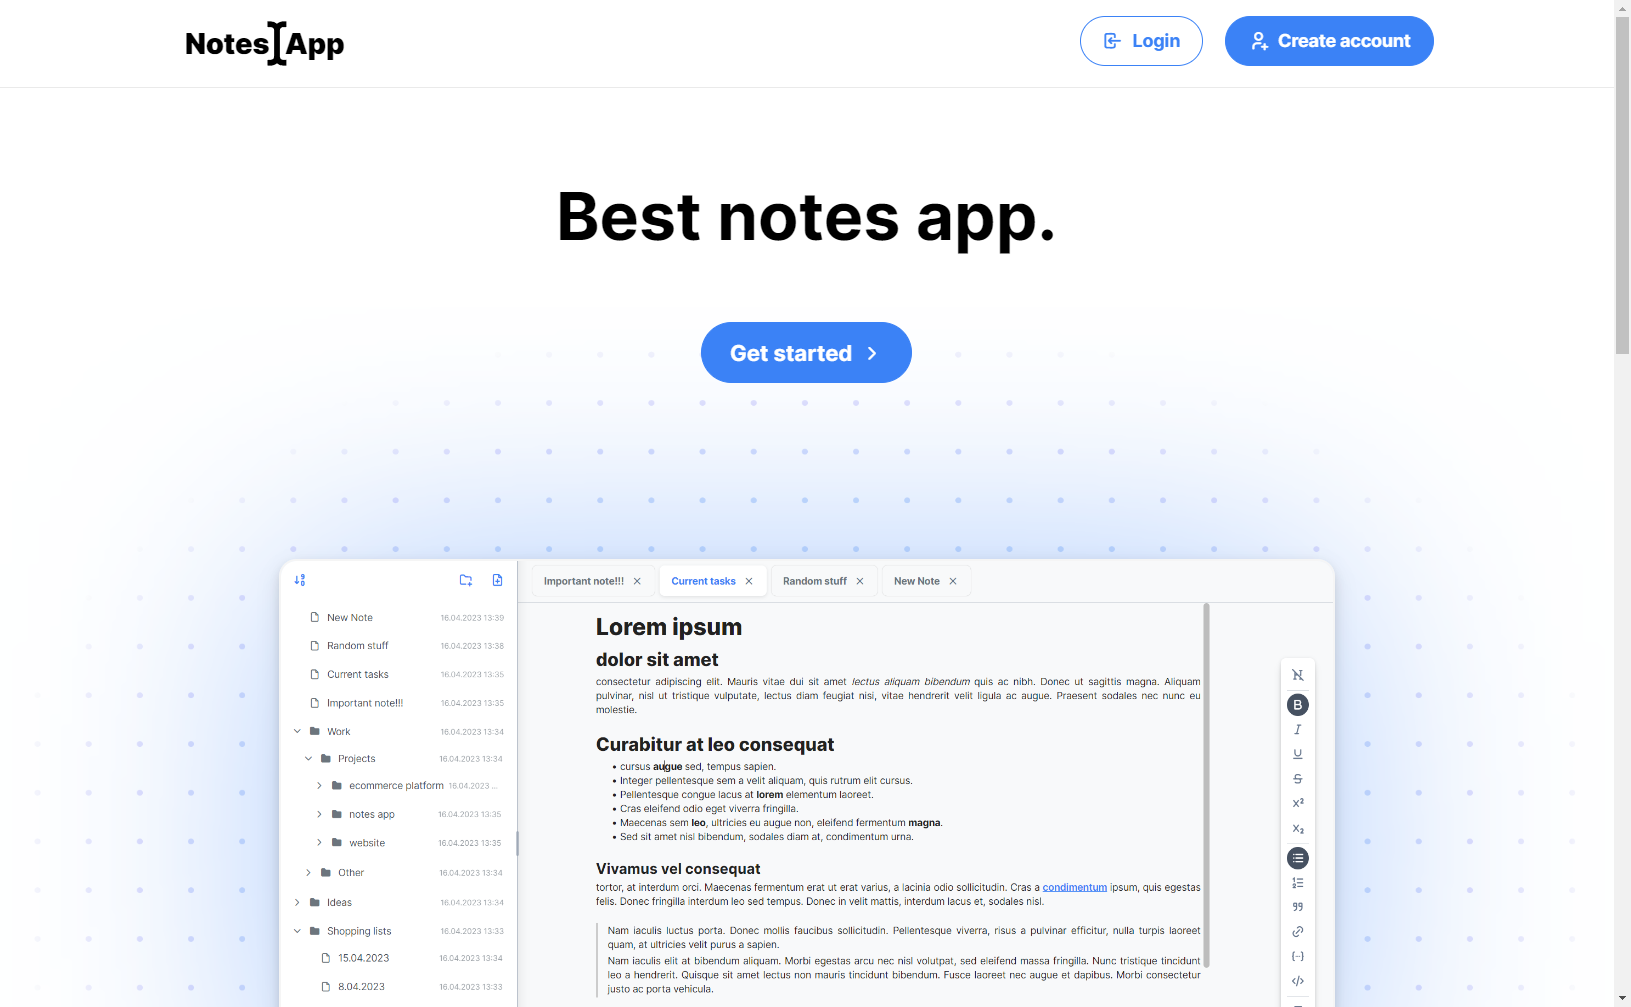 Notes App
Login
Create account
Best notes app.
Get started
Important note!!!
Current tasks
Random stuff
New Note
New Note 16.04.2023 13:39
Random stuff 16.04.2023 13:38
Current tasks 16.04.2023 13:35
Important note!!! 16.04.2023 13:35
Work 16.04.2023 13:34
Projects 16.04.2023 13:34
ecommerce platform 16.04.2023 ...
notes app 16.04.2023 13:35
website 16.04.2023 13:35
Other 16.04.2023 13:34
Ideas 16.04.2023 13:34
Shopping lists 16.04.2023 13:33
15.04.2023 16.04.2023 13:34
8.04.2023 16.04.2023 13:33
Lorem ipsum
dolor sit amet
consectetur adipiscing elit. Mauris vitae dui sit amet lectus aliquam bibendum quis ac nibh. Donec ut sagittis magna. Aliquam
pulvinar, nisl ut tristique vulputate, lectus diam feugiat nisi, vitae hendrerit velit ligula ac augue. Praesent sodales nec nunc eu
molestie.
Curabitur at leo consequat
• cursus augue sed, tempus sapien.
• Integer pellentesque sem a velit aliquam, quis rutrum elit cursus.
• Pellentesque congue lacus at lorem elementum laoreet.
• Cras eleifend odio eget viverra fringilla.
• Maecenas sem leo, ultricies eu augue non, eleifend fermentum magna.
• Sed sit amet nisl bibendum, sodales diam at, condimentum urna.
Vivamus vel consequat
tortor, at interdum orci. Maecenas fermentum erat ut erat varius, a lacinia odio sollicitudin. Cras a condimentum ipsum, quis egestas
felis. Donec fringilla interdum leo sed tempus. Donec in velit mattis, interdum lacus et, sodales nisl.
Nam iaculis luctus porta. Donec mollis faucibus sollicitudin. Pellentesque viverra, risus a pulvinar efficitur, nulla turpis laoreet
quam, at ultricies velit purus a sapien.
Nam iaculis elit at bibendum aliquam. Morbi egestas arcu nec nisl volutpat, sed eleifend massa fringilla. Nunc tristique tincidunt
leo a hendrerit. Quisque sit amet lectus non mauris tincidunt bibendum. Fusce laoreet nec augue et dapibus. Morbi consectetur
justo ac porta vehicula.
B
I
U
S
x²
x₂